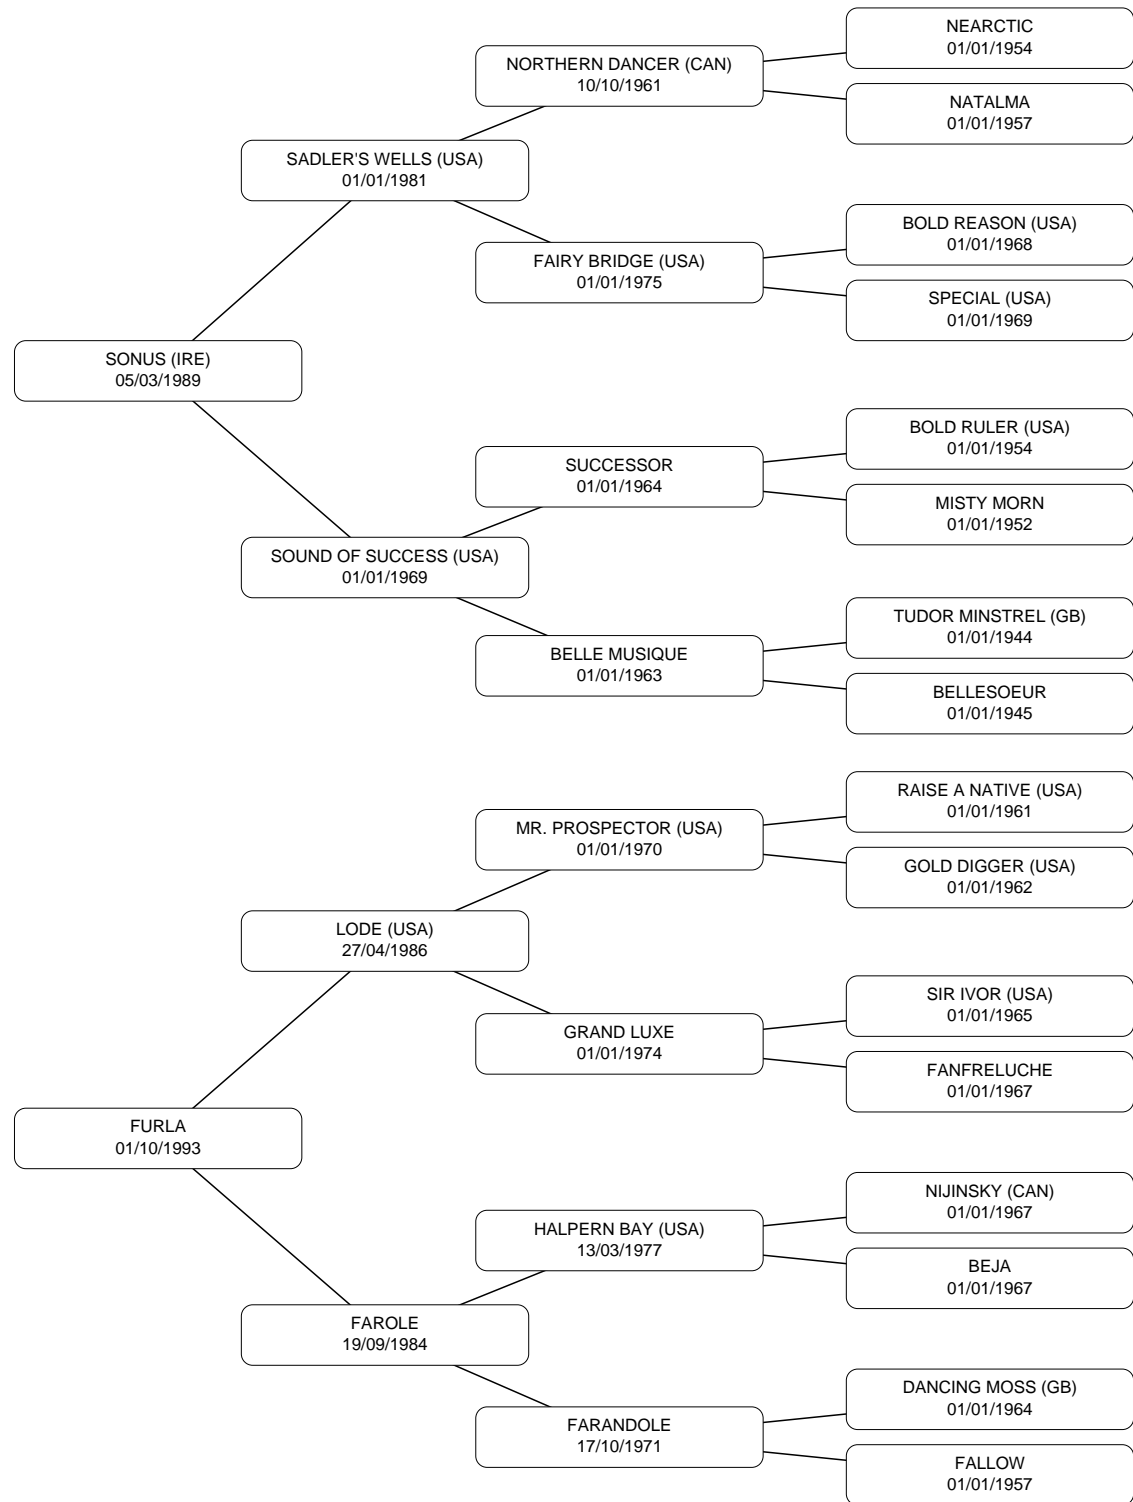 NEARCTIC
01/01/1954
NORTHERN DANCER (CAN)
10/10/1961
NATALMA
01/01/1957
SADLER'S WELLS (USA)
01/01/1981
BOLD REASON (USA)
01/01/1968
FAIRY BRIDGE (USA)
01/01/1975
SPECIAL (USA)
01/01/1969
SONUS (IRE)
05/03/1989
BOLD RULER (USA)
01/01/1954
SUCCESSOR
01/01/1964
MISTY MORN
01/01/1952
SOUND OF SUCCESS (USA)
01/01/1969
TUDOR MINSTREL (GB)
01/01/1944
BELLE MUSIQUE
01/01/1963
BELLESOEUR
01/01/1945
RAISE A NATIVE (USA)
01/01/1961
MR. PROSPECTOR (USA)
01/01/1970
GOLD DIGGER (USA)
01/01/1962
LODE (USA)
27/04/1986
SIR IVOR (USA)
01/01/1965
GRAND LUXE
01/01/1974
FANFRELUCHE
01/01/1967
FURLA
01/10/1993
NIJINSKY (CAN)
01/01/1967
HALPERN BAY (USA)
13/03/1977
BEJA
01/01/1967
FAROLE
19/09/1984
DANCING MOSS (GB)
01/01/1964
FARANDOLE
17/10/1971
FALLOW
01/01/1957